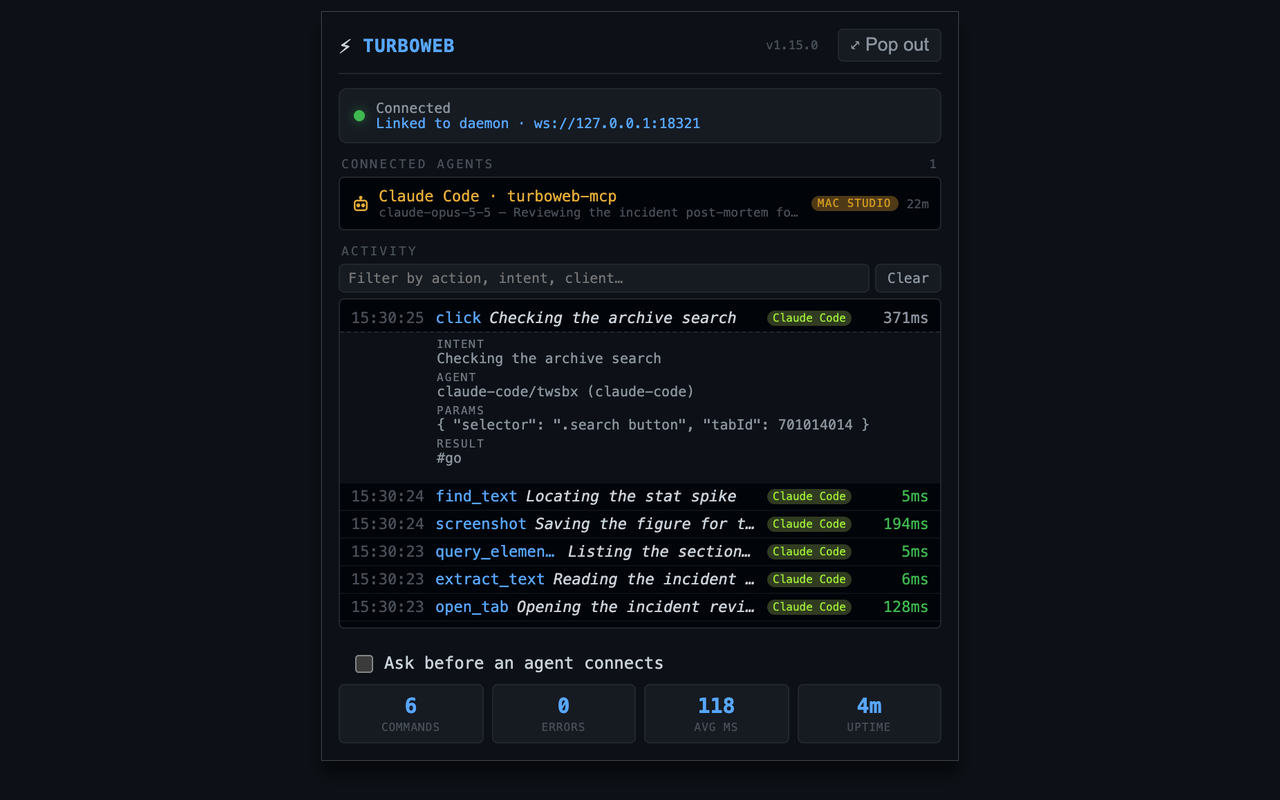 ⚡ TURBOWEB
v1.15.0
⤢ Pop out
Connected
Linked to daemon · ws://127.0.0.1:18321
CONNECTED AGENTS 1
Claude Code · turboweb-mcp
claude-opus-5-5 — Reviewing the incident post-mortem fo…
MAC STUDIO 22m
ACTIVITY
Filter by action, intent, client…
Clear
15:30:25 click Checking the archive search Claude Code 371ms
INTENT
Checking the archive search
AGENT
claude-code/twsbx (claude-code)
PARAMS
{ "selector": ".search button", "tabId": 701014014 }
RESULT
#go
15:30:24 find_text Locating the stat spike Claude Code 5ms
15:30:24 screenshot Saving the figure for t… Claude Code 194ms
15:30:23 query_elemen… Listing the section… Claude Code 5ms
15:30:23 extract_text Reading the incident … Claude Code 6ms
15:30:23 open_tab Opening the incident revi… Claude Code 128ms
Ask before an agent connects
6 0 118 4m
COMMANDS ERRORS AVG MS UPTIME